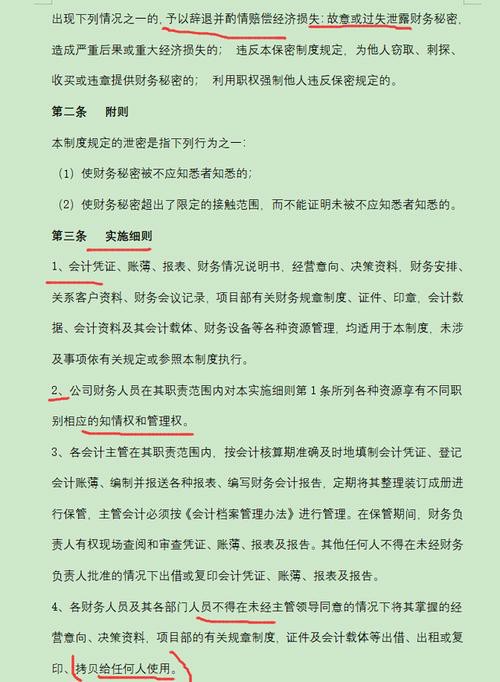 出现下列情况之一的，予以辞退并酌情赔偿经济损失：故意或过失泄露财务秘密，
造成严重后果或重大经济损失的； 违反本保密制度规定，为他人窃取、刺探、
收买或违章提供财务秘密的； 利用职权强制他人违反保密规定的。
第二条 附则
本制度规定的泄密是指下列行为之一：
（1）使财务秘密被不应知悉者知悉的；
（2）使财务秘密超出了限定的接触范围，而不能证明未被不应知悉者知悉的。
第三条 实施细则
1、会计凭证、账薄、报表、财务情况说明书，经营意向、决策资料，财务安排、
关系客户资料、财务会议记录，项目部有关财务规章制度、证件、印章，会计数
据、会计资料及其会计载体、财务设备等各种资源管理，均适用于本制度，未涉
及事项依有关规定或参照本制度执行。
2、公司财务人员在其职责范围内对本实施细则第 1 条所列各种资源享有不同职
别相应的知情权和管理权。
3、各会计主管在其职责范围内，按会计核算期准确及时地填制会计凭证、登记
会计账薄、编制并报送各种报表、编写财务会计报告，定期将其整理装订成册进
行保管，主管会计必须按《会计档案管理办法》进行管理。在保管期间，财务负
责人有权现场查阅和审查凭证、账薄、报表及报告。其他任何人不得在未经财务
负责人批准的情况下出借或复印会计凭证、账薄、报表及报告。
4、各财务人员及其各部门人员不得在未经主管领导同意的情况下将其掌握的经
营意向、决策资料，项目部的有关规章制度，证件及会计载体等出借、出租或复
印、拷贝给任何人使用。